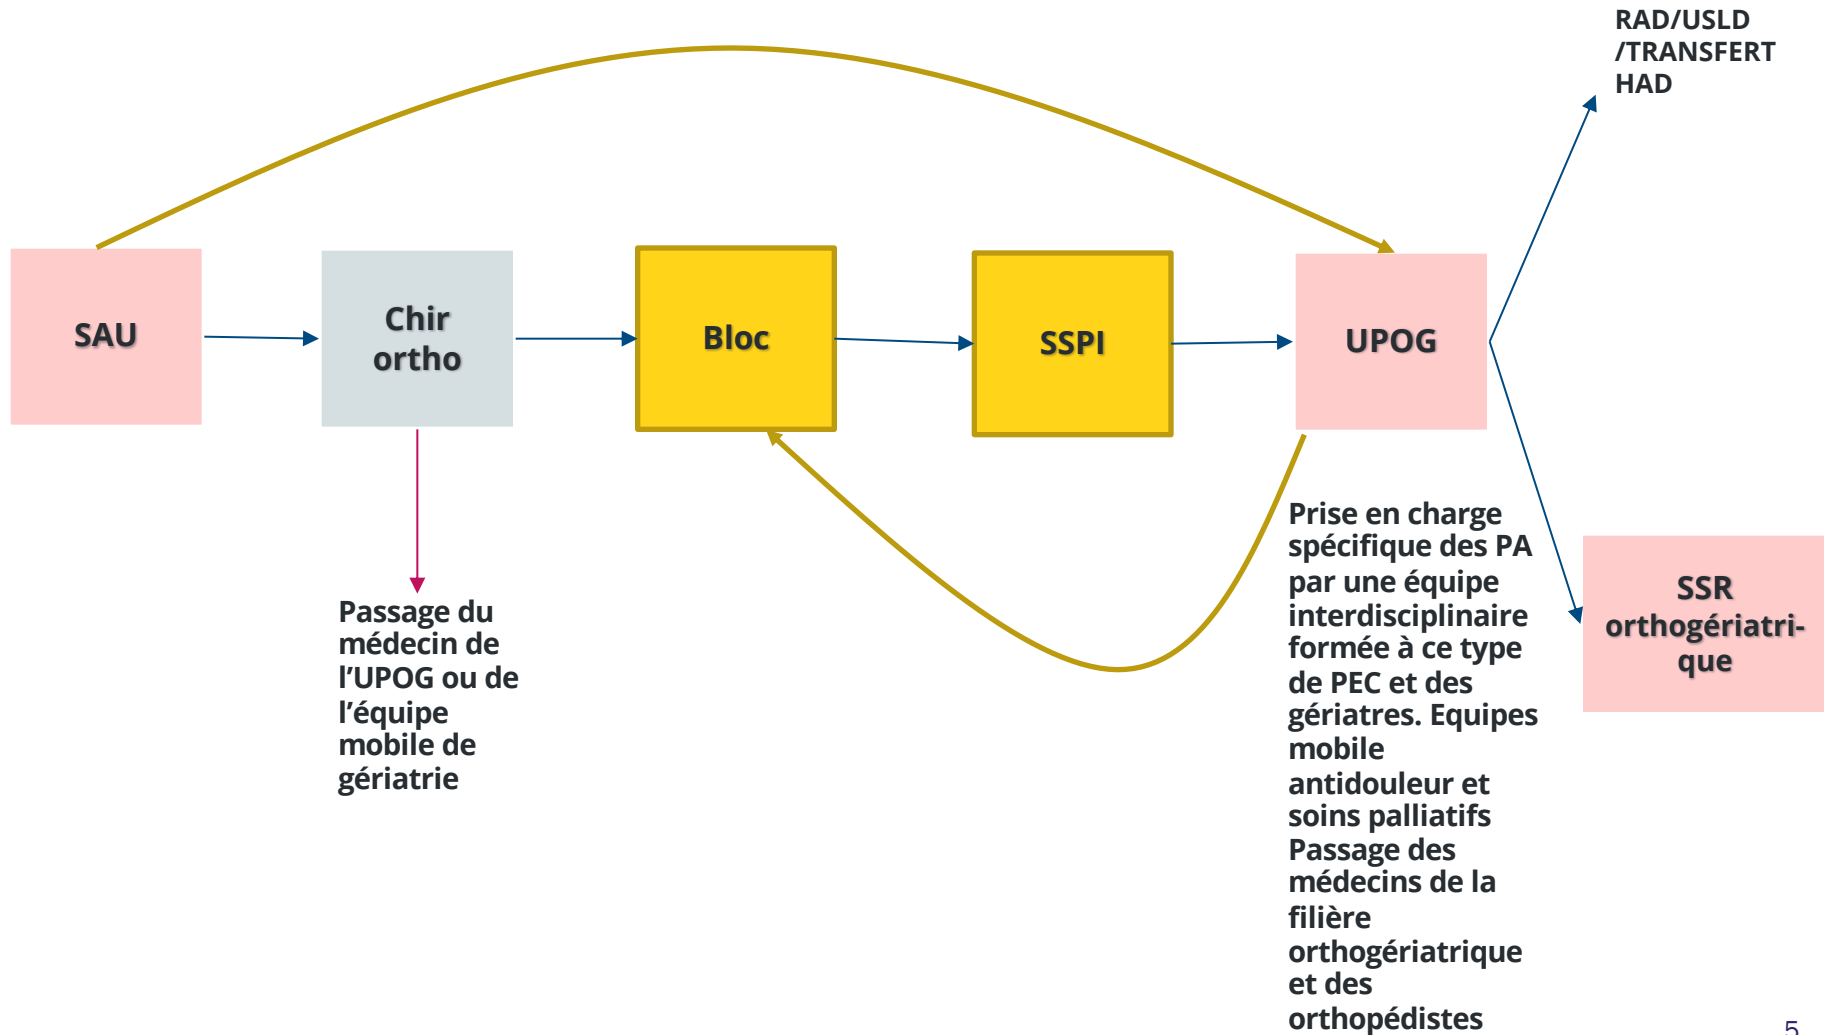 RAD/USLD
/TRANSFERT
HAD
SAU
Chir
ortho
Bloc
SSPI
UPOG
Passage du
médecin de
l’UPOG ou de
l’équipe
mobile de
gériatrie
Prise en charge
spécifique des PA
par une équipe
interdisciplinaire
formée à ce type
de PEC et des
gériatres. Equipes
mobile
antidouleur et
soins palliatifs
Passage des
médecins de la
filière
orthogériatrique
et des
orthopédistes
SSR
orthogériatri-
que
5